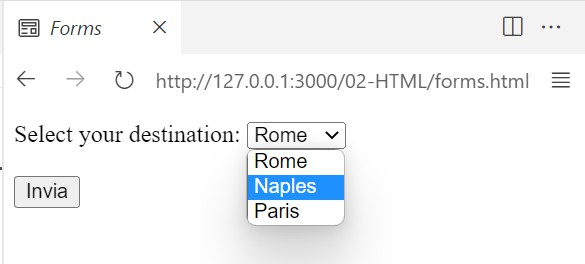 Forms
http://127.0.0.1:3000/02-HTML/forms.html
Select your destination: Rome
Rome
Naples
Paris
Invia